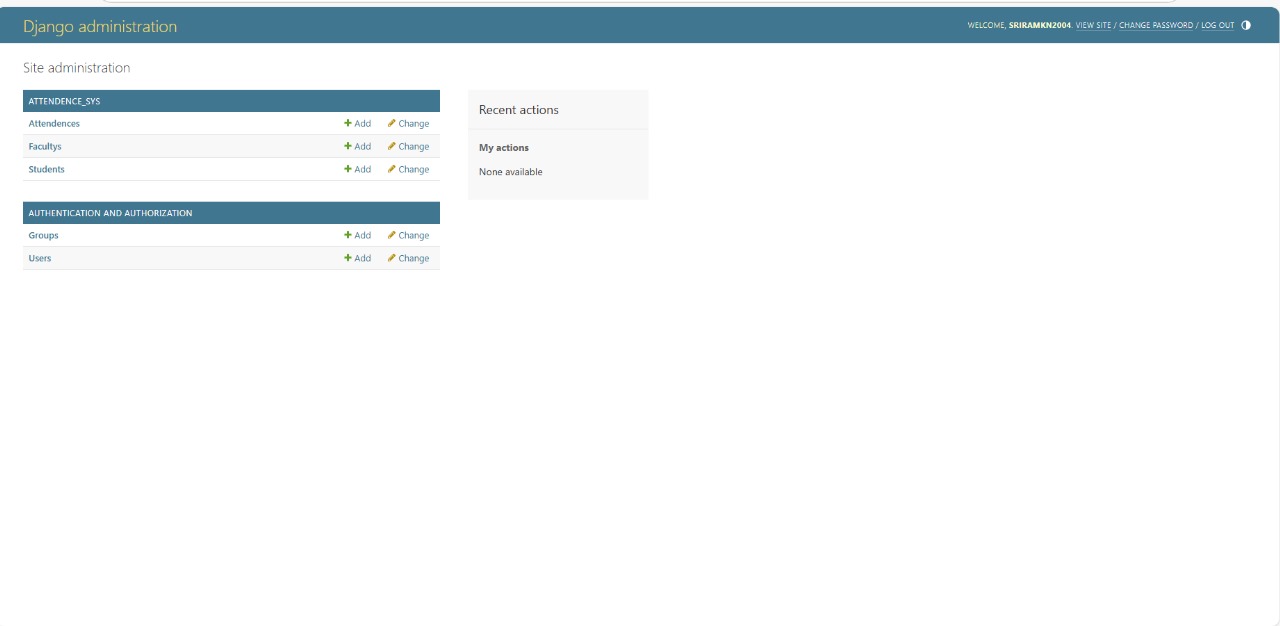 Django administration
WELCOME, SRIRAMKN2004. VIEW SITE / CHANGE PASSWORD / LOG OUT
Site administration
ATTENDENCE_SYS
Attendences Add Change
Facultys Add Change
Students Add Change
AUTHENTICATION AND AUTHORIZATION
Groups Add Change
Users Add Change
Recent actions
My actions
None available